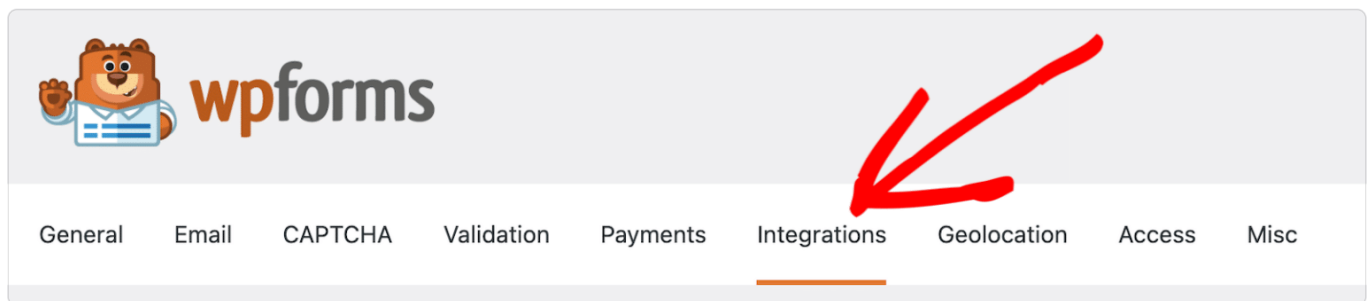 wpforms
General Email CAPTCHA Validation Payments Integrations Geolocation Access Misc